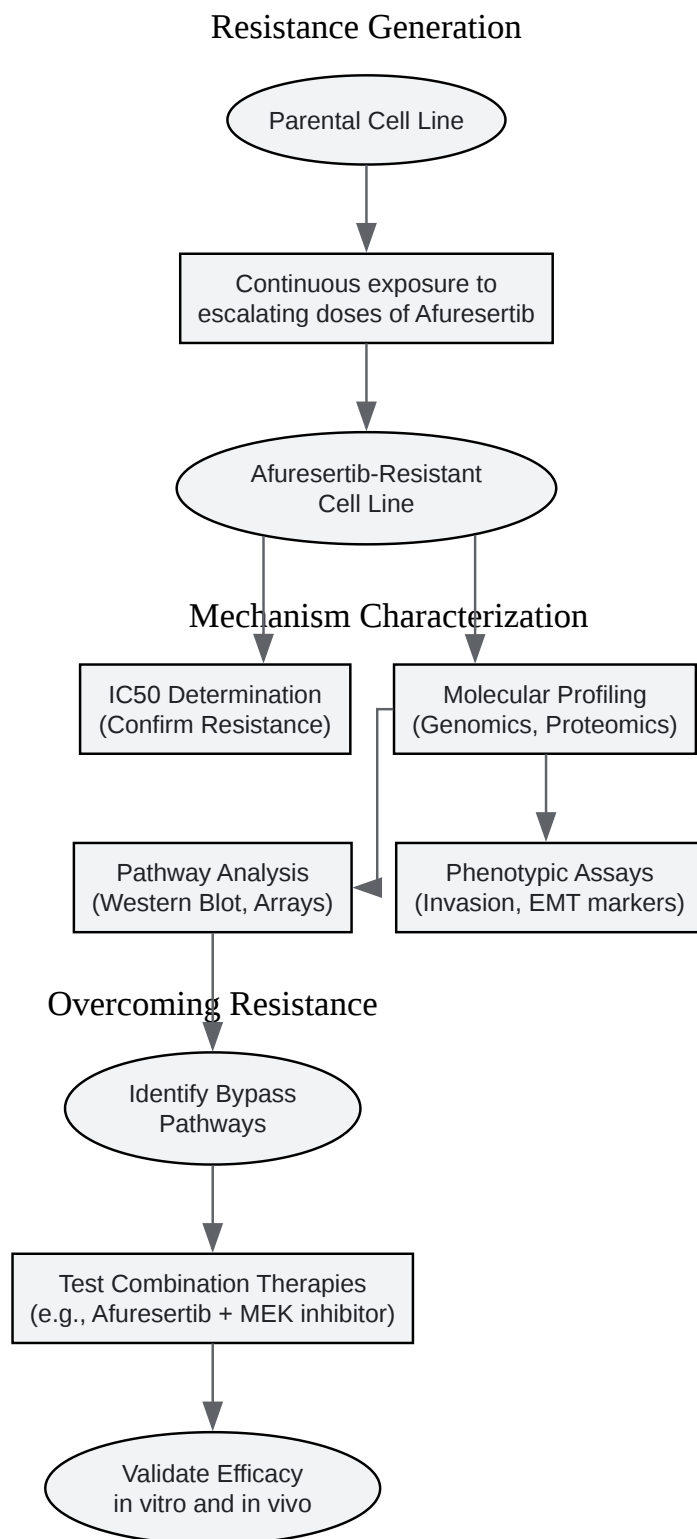 Resistance Generation
Parental Cell Line
Continuous exposure to
escalating doses of Afuresertib
Afuresertib-Resistant
Cell Line
Mechanism Characterization
IC50 Determination
(Confirm Resistance)
Molecular Profiling
(Genomics, Proteomics)
Pathway Analysis
(Western Blot, Arrays)
Phenotypic Assays
(Invasion, EMT markers)
Overcoming Resistance
Identify Bypass
Pathways
Test Combination Therapies
(e.g., Afuresertib + MEK inhibitor)
Validate Efficacy
in vitro and in vivo